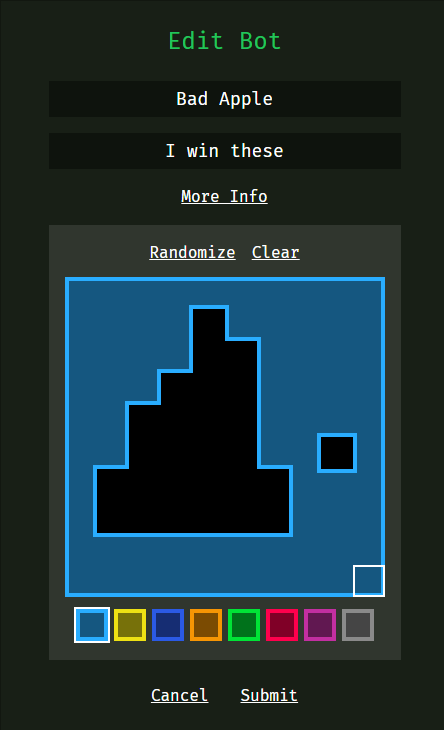 Edit Bot
Bad Apple
I win these
More Info
Randomize Clear
Cancel Submit